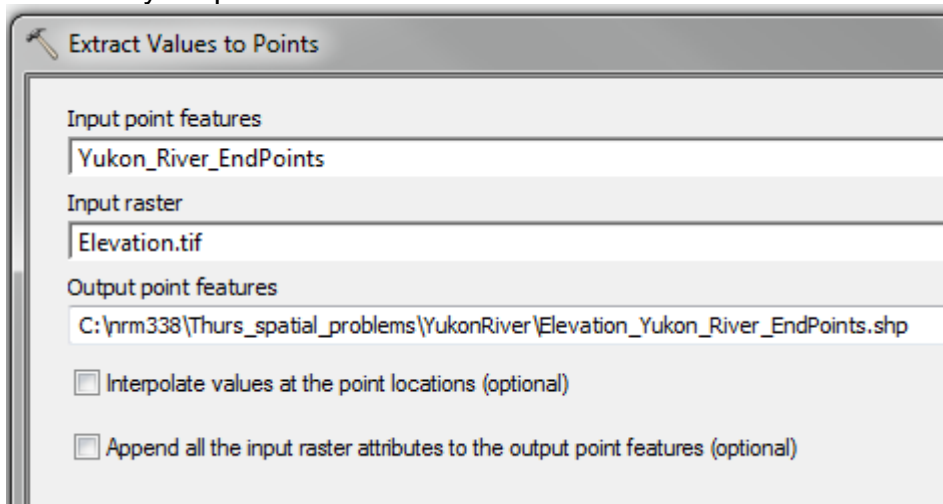 Extract Values to Points
Input point features
Yukon_River_EndPoints
Input raster
Elevation.tif
Output point features
C:\nrm338\Thurs_spatial_problems\YukonRiver\Elevation_Yukon_River_EndPoints.shp
Interpolate values at the point locations (optional)
Append all the input raster attributes to the output point features (optional)